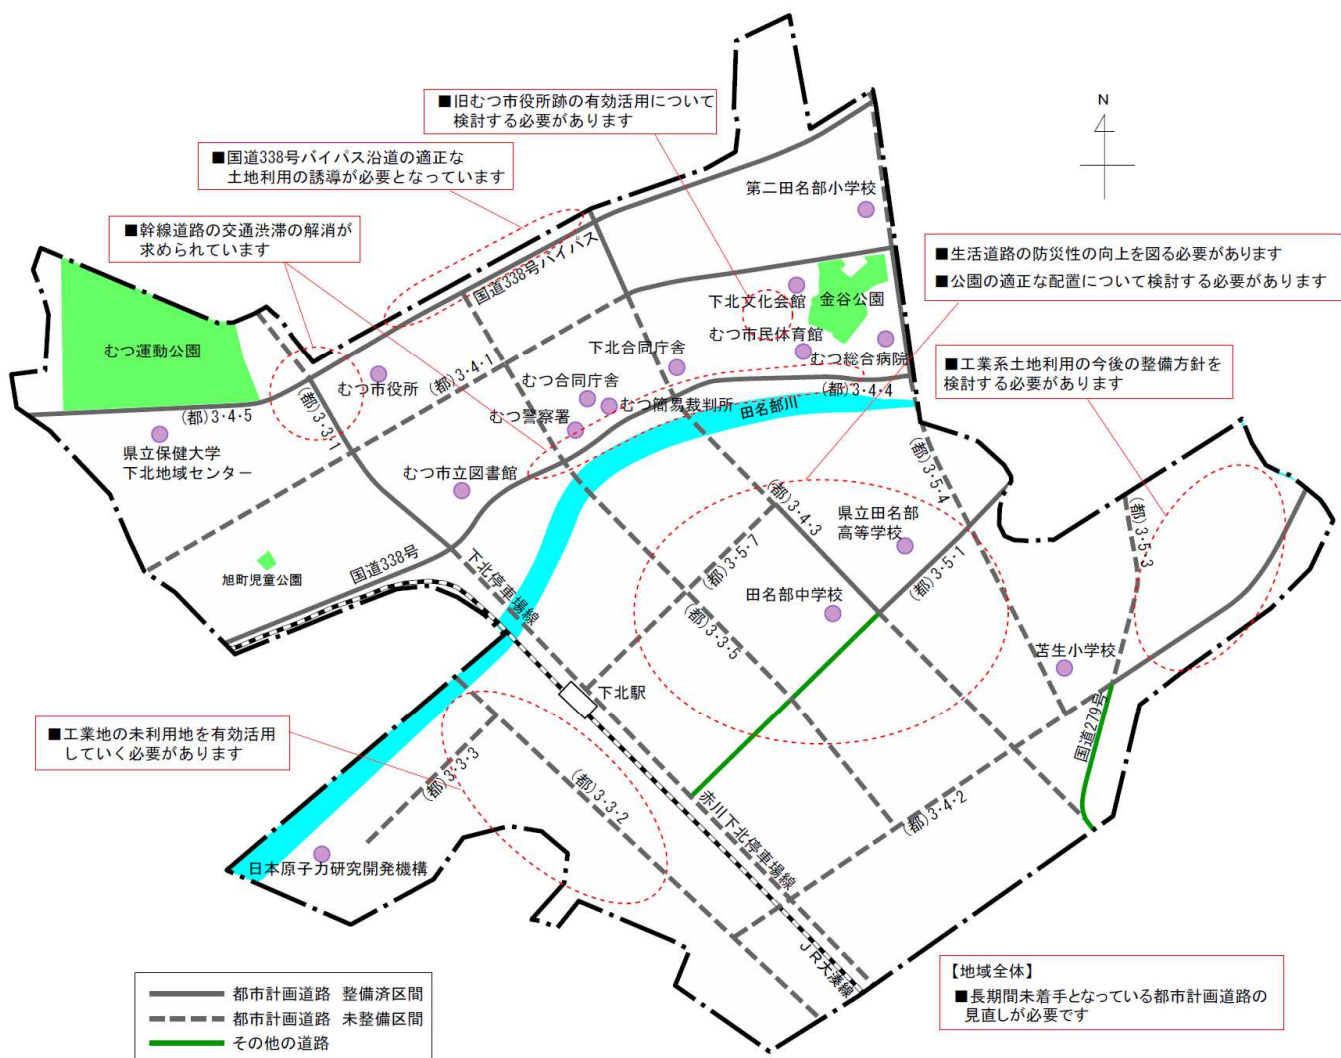 ■旧むつ市役所跡の有効活用について
検討する必要があります
N
■国道338号バイパス沿道の適正な
土地利用の誘導が必要となっています
第二田名部小学校
■幹線道路の交通渋滞の解消が
求められています
■生活道路の防災性の向上を図る必要があります
■公園の適正な配置について検討する必要があります
国道338号バイパス
下北文化会館
金谷公園
むつ市民体育館
むつ総合病院
むつ運動公園
下北合同庁舎
■工業系土地利用の今後の整備方針を
検討する必要があります
むつ市役所
(都)3・4・1
むつ合同庁舎
(都)3・4・4
むつ簡易裁判所
田名部川
(都)3・4・5
(都)3・3・1
むつ警察署
県立保健大学
下北地域センター
むつ市立図書館
(都)3・5・4
(都)3・4・3
県立田名部
高等学校
(都)3・5・3
国道338号
旭町児童公園
下北停車場線
(都)3・5・7
(都)3・5・1
田名部中学校
(都)3・3・5
苫生小学校
下北駅
国道279号
■工業地の未利用地を有効活用
していく必要があります
(都)3・3・3
(都)3・3・2
赤川下北停車場線
(都)3・4・2
日本原子力研究開発機構
JR大湊線
【地域全体】
■長期間未着手となっている都市計画道路の
見直しが必要です
都市計画道路 整備済区間
都市計画道路 未整備区間
その他の道路